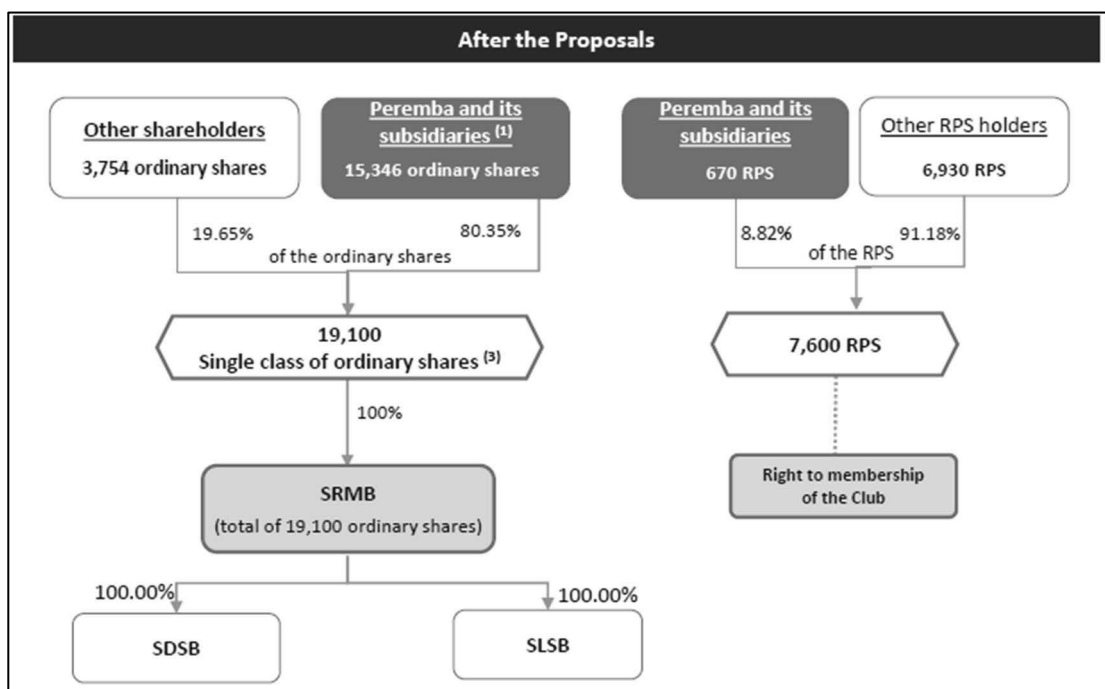 After the Proposals
Other shareholders
3,754 ordinary shares
Peremba and its
subsidiaries (1)
15,346 ordinary shares
Peremba and its
subsidiaries
670 RPS
Other RPS holders
6,930 RPS
19.65%
80.35%
of the ordinary shares
8.82%
91.18%
of the RPS
19,100
Single class of ordinary shares (3)
7,600 RPS
100%
SRMB
(total of 19,100 ordinary shares)
Right to membership
of the Club
100.00%
100.00%
SDSB
SLSB